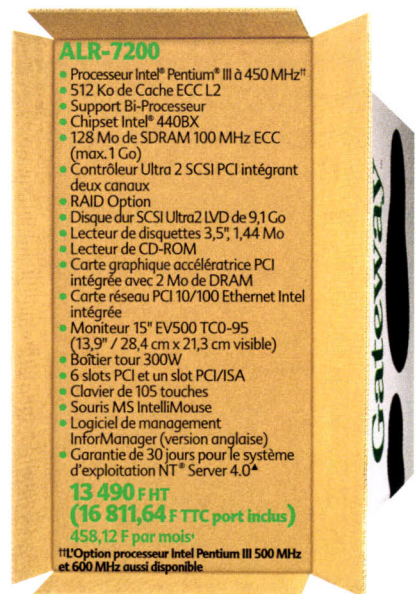 ALR-7200
• Processeur Intel® Pentium® III à 450 MHz††
• 512 Ko de Cache ECC L2
• Support Bi-Processeur
• Chipset Intel® 440BX
• 128 Mo de SDRAM 100 MHz ECC
(max.1 Go)
• Contrôleur Ultra 2 SCSI PCI intégrant
deux canaux
• RAID Option
• Disque dur SCSI Ultra2 LVD de 9,1 Go
• Lecteur de disquettes 3,5", 1,44 Mo
• Lecteur de CD-ROM
• Carte graphique accélératrice PCI
intégrée avec 2 Mo de DRAM
• Carte réseau PCI 10/100 Ethernet Intel
intégrée
• Moniteur 15" EV500 TC0-95
(13,9" / 28,4 cm x 21,3 cm visible)
• Boîtier tour 300W
• 6 slots PCI et un slot PCI/ISA
• Clavier de 105 touches
• Souris MS IntelliMouse
• Logiciel de management
InforManager (version anglaise)
• Garantie de 30 jours pour le système
d'exploitation NT® Server 4.0▲
13 490 F HT
(16 811,64 F TTC port inclus)
458,12 F par mois♦
††L'Option processeur Intel Pentium III 500 MHz
et 600 MHz aussi disponible
Gateway™